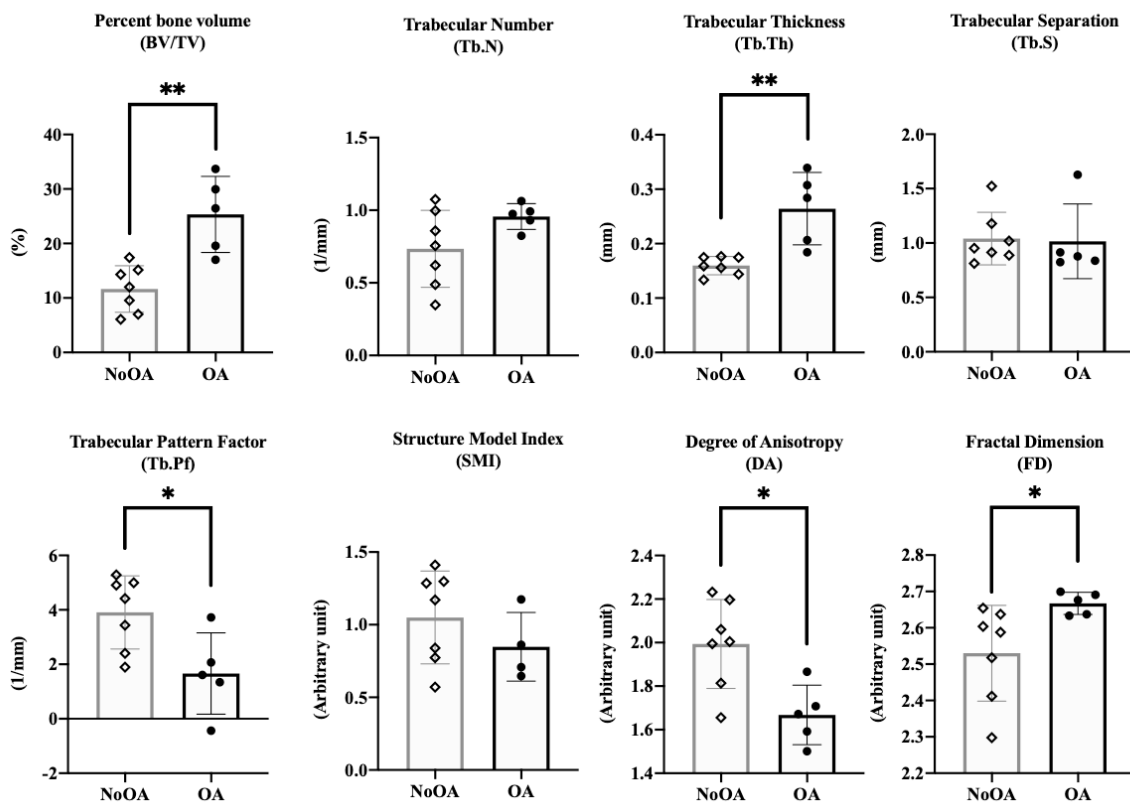 Percent bone volume
(BV/TV)
**
(%)
40
30
20
10
0
NoOA OA
Trabecular Number
(Tb.N)
(1/mm)
1.5
1.0
0.5
0.0
NoOA OA
Trabecular Thickness
(Tb.Th)
**
(mm)
0.4
0.3
0.2
0.1
0.0
NoOA OA
Trabecular Separation
(Tb.S)
(mm)
2.0
1.5
1.0
0.5
0.0
NoOA OA
Trabecular Pattern Factor
(Tb.Pf)
*
(1/mm)
6
4
2
0
-2
NoOA OA
Structure Model Index
(SMI)
(Arbitrary unit)
1.5
1.0
0.5
0.0
NoOA OA
Degree of Anisotropy
(DA)
*
(Arbitrary unit)
2.4
2.2
2.0
1.8
1.6
1.4
NoOA OA
Fractal Dimension
(FD)
*
(Arbitrary unit)
2.8
2.7
2.6
2.5
2.4
2.3
2.2
NoOA OA